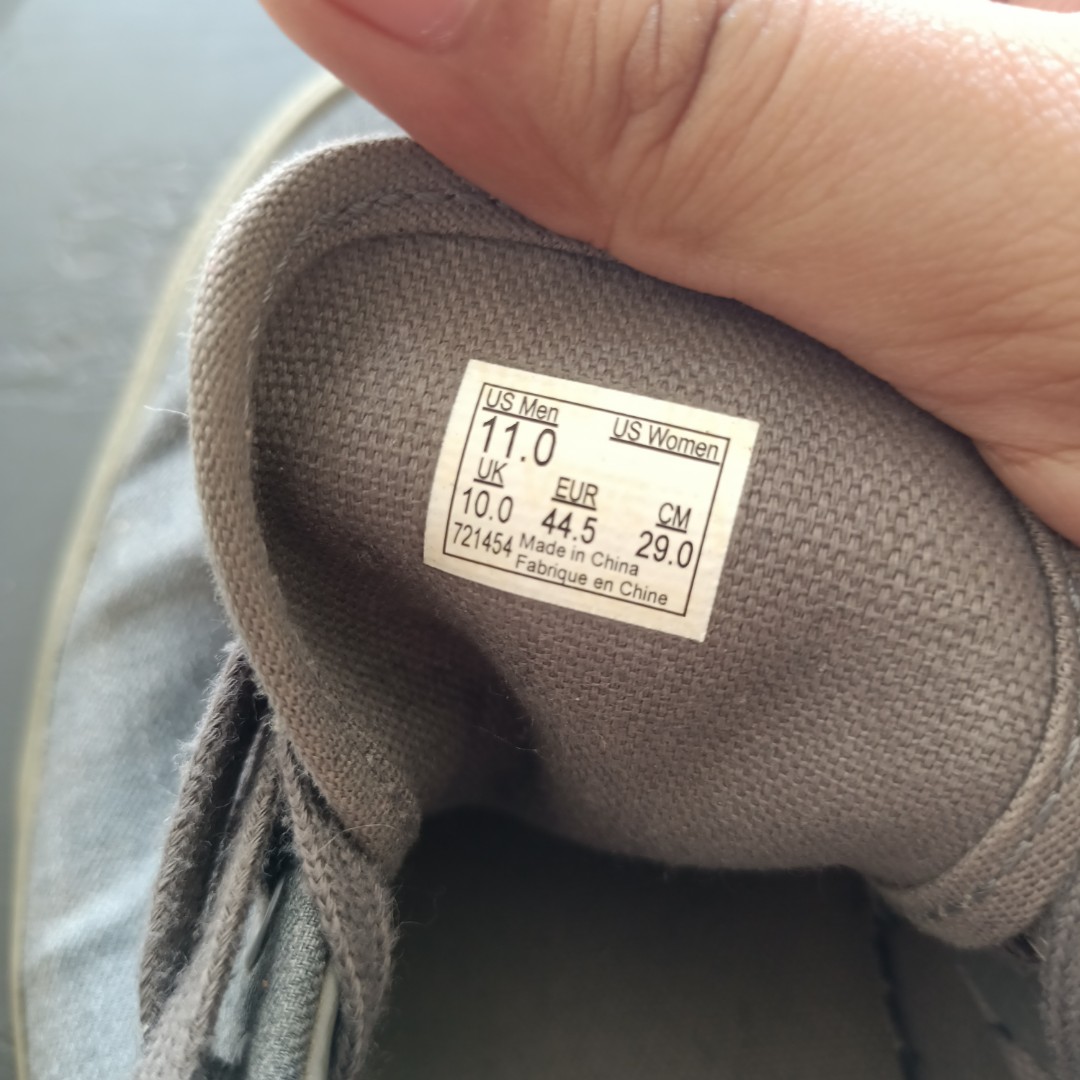 US Men US Women
11.0
UK EUR CM
10.0 44.5 29.0
721454 Made in China
Fabrique en Chine